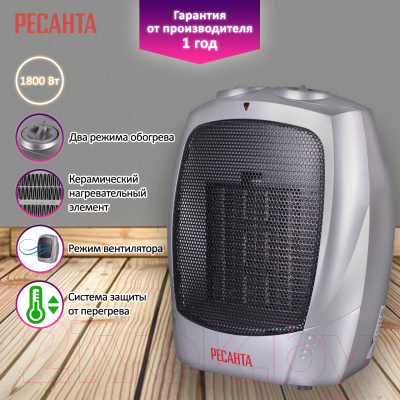 РЕСАНТА
Гарантия
от производителя
1 год
1800 Вт
Два режима обогрева
Керамический
нагревательный
элемент
Режим вентилятора
Система защиты
от перегрева
РЕСАНТА